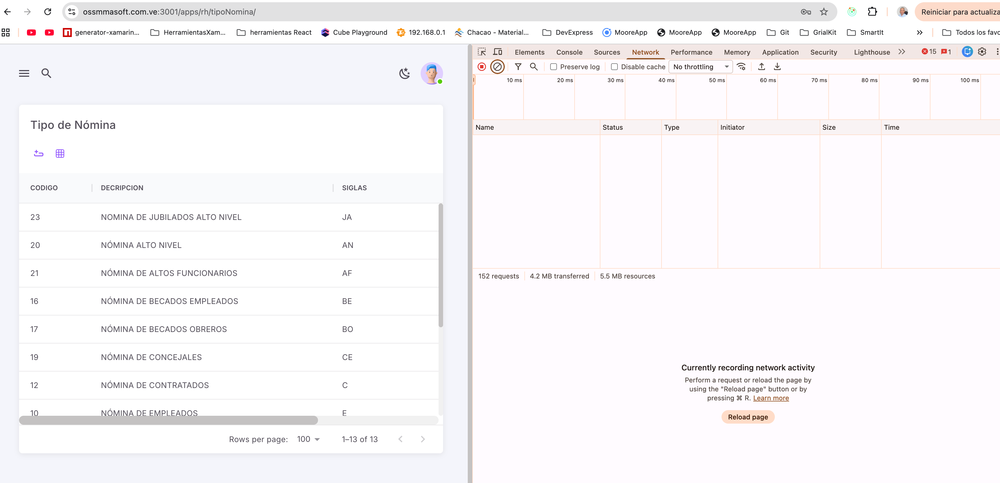 ossmmasoft.com.ve:3001/apps/rh/tipoNomina/
Reiniciar para actualiza
generator-xamarin...
HerramientasXam...
herramientas React
Cube Playground
192.168.0.1
Chacao - Material...
DevExpress
MooreApp
MooreApp
MooreApp
Git
GrialKit
SmartIt
Todos los favo
Elements
Console
Sources
Network
Performance
Memory
Application
Security
Lighthouse
15
1
Preserve log
Disable cache
No throttling
10 ms
20 ms
30 ms
40 ms
50 ms
60 ms
70 ms
80 ms
90 ms
100 ms
Name
Status
Type
Initiator
Size
Time
152 requests
4.2 MB transferred
5.5 MB resources
Currently recording network activity
Perform a request or reload the page by
using the "Reload page" button or by
pressing ⌘ R. Learn more
Reload page
Tipo de Nómina
CODIGO DECRIPCION SIGLAS
23 NOMINA DE JUBILADOS ALTO NIVEL JA
20 NÓMINA ALTO NIVEL AN
21 NÓMINA DE ALTOS FUNCIONARIOS AF
16 NÓMINA DE BECADOS EMPLEADOS BE
17 NÓMINA DE BECADOS OBREROS BO
19 NÓMINA DE CONCEJALES CE
12 NÓMINA DE CONTRATADOS C
10 NÓMINA DE EMPLEADOS E
Rows per page: 100 1–13 of 13